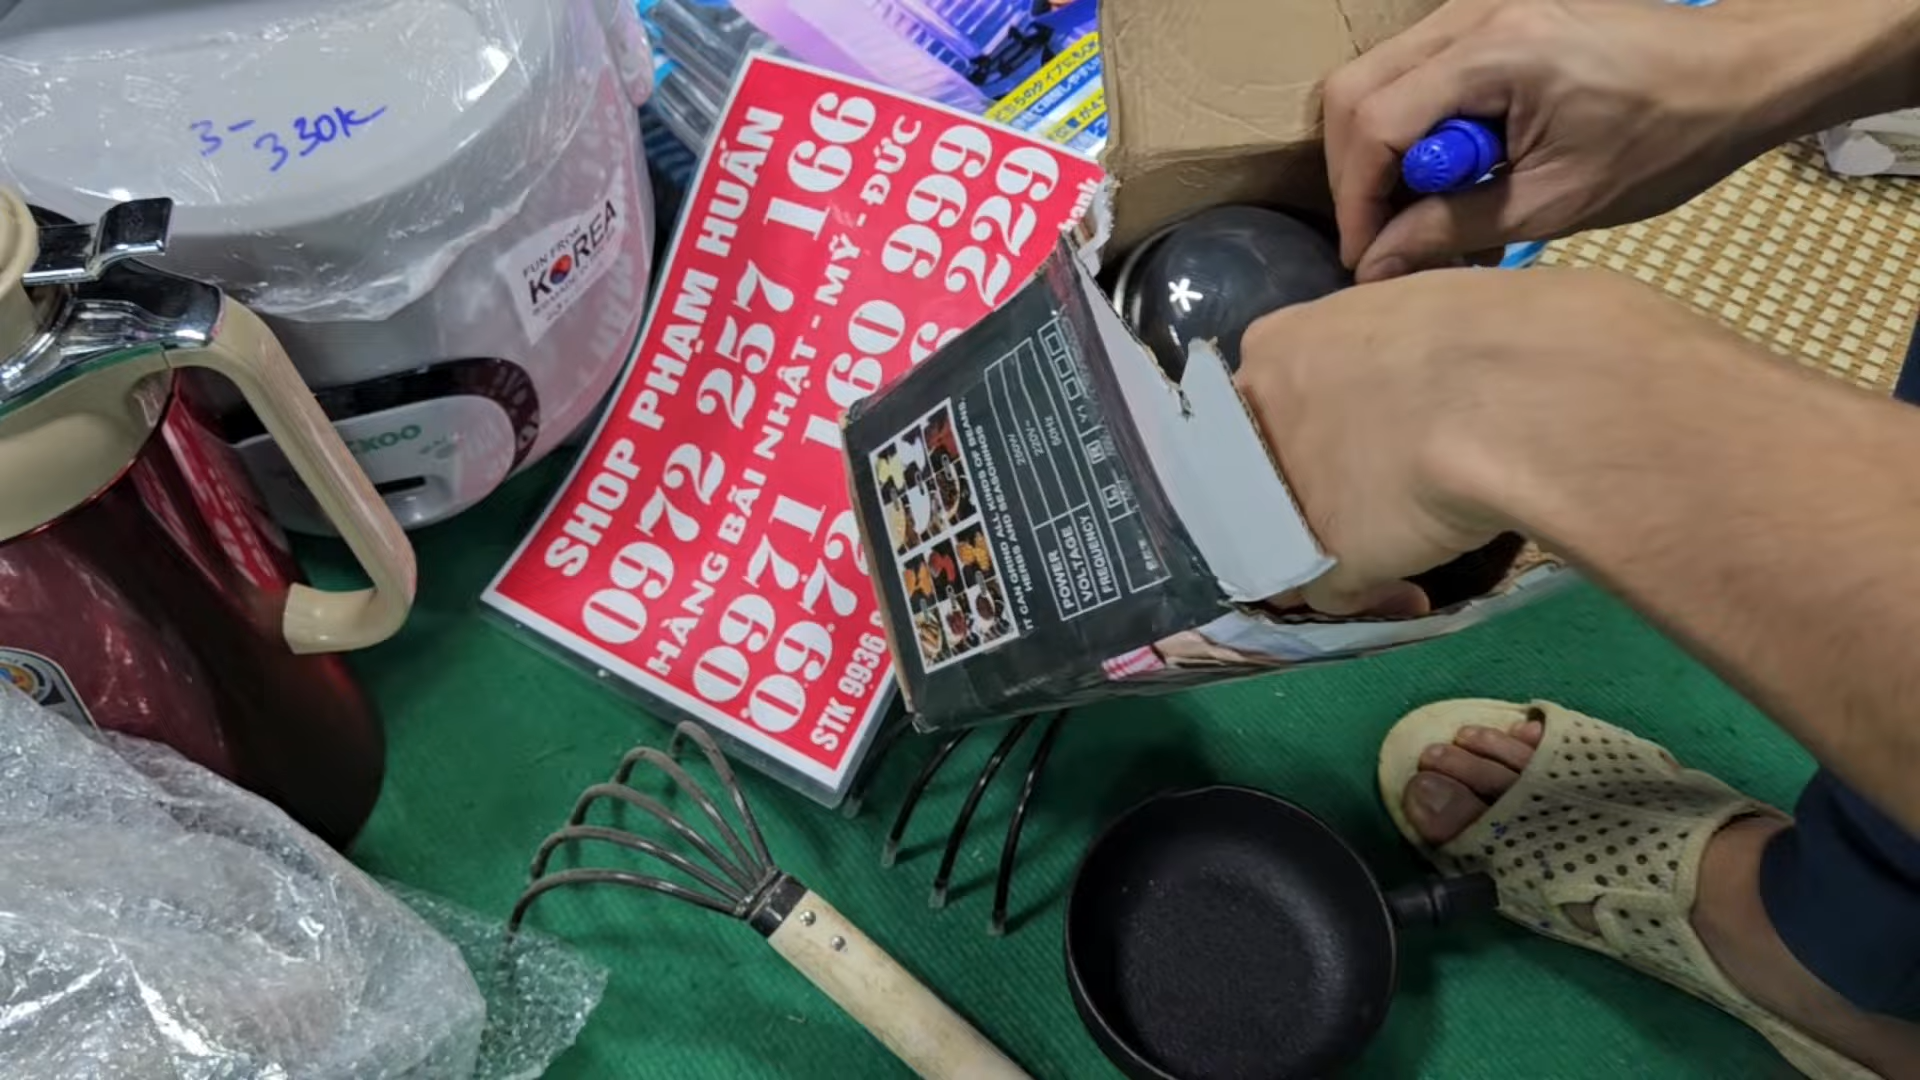 3-
330K
FUN FROM
KOREA
SHOP PHẠM HUẤN
0972 257 166
HÀNG BÃI NHẬT - MỸ - ĐỨC
0971 160 999
229
STK 9936
IT CAN GRIND ALL KINDS OF BEANS,
HERBS AND SEASONINGS
POWER 250W
VOLTAGE 220V~
FREQUENCY 50Hz